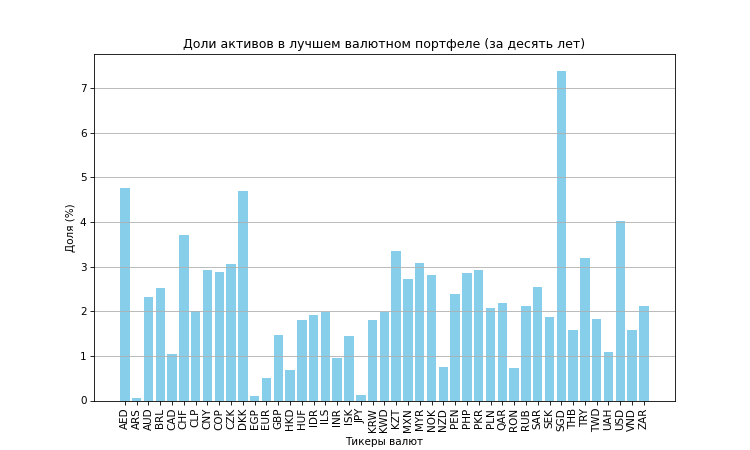 Доли активов в лучшем валютном портфеле (за десять лет)
Доля (%)
7
6
5
4
3
2
1
0
AED ARS AUD BRL CAD CHF CLP CNY COP CZK DKK EGP EUR GBP HKD HUF IDR ILS INR ISK JPY KRW KWD KZT MXN MYR NOK NZD PEN PHP PKR PLN QAR RON RUB SAR SEK SGD THB TRY TWD UAH USD VND ZAR
Тикеры валют